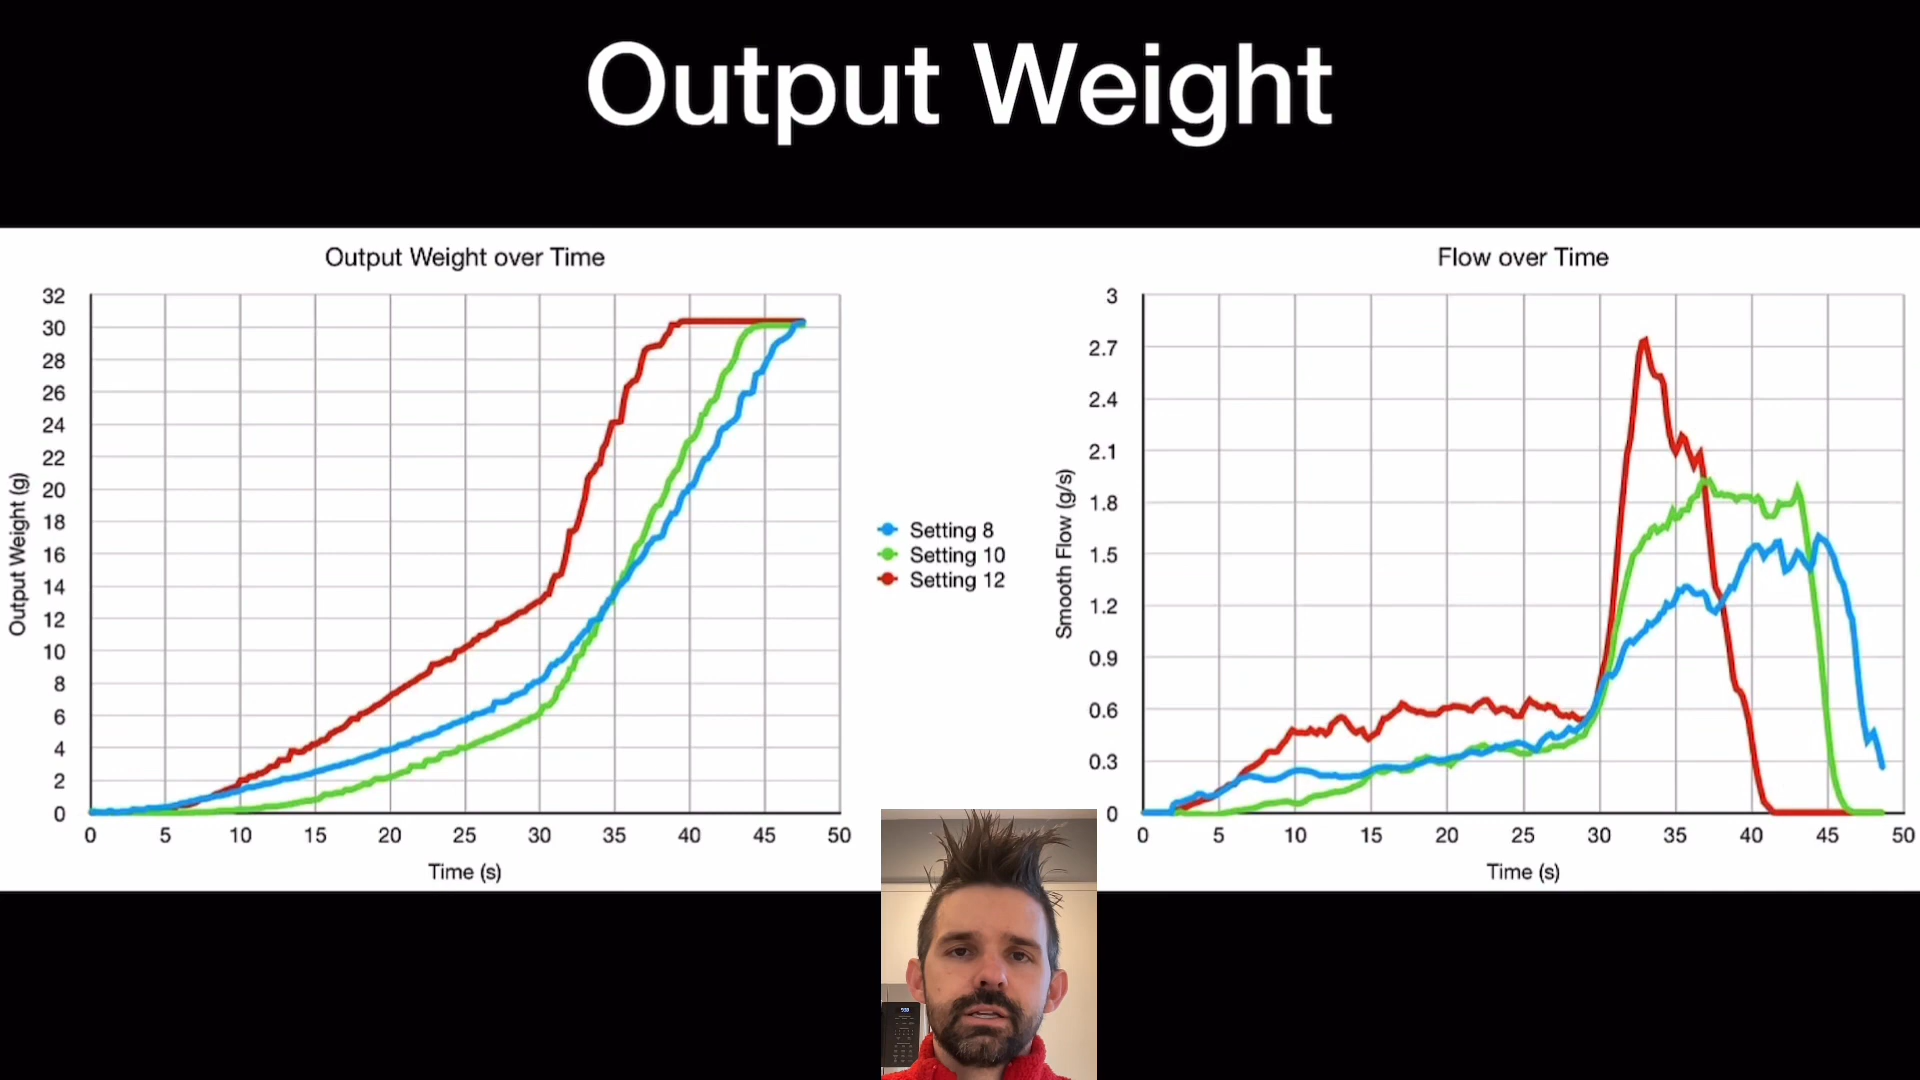 Output Weight
Output Weight over Time
32
30
28
26
24
22
20
18
16
14
12
10
8
6
4
2
0
Output Weight (g)
0 5 10 15 20 25 30 35 40 45 50
Time (s)
Setting 8
Setting 10
Setting 12
Flow over Time
3
2.7
2.4
2.1
1.8
1.5
1.2
0.9
0.6
0.3
0
Smooth Flow (g/s)
0 5 10 15 20 25 30 35 40 45 50
Time (s)